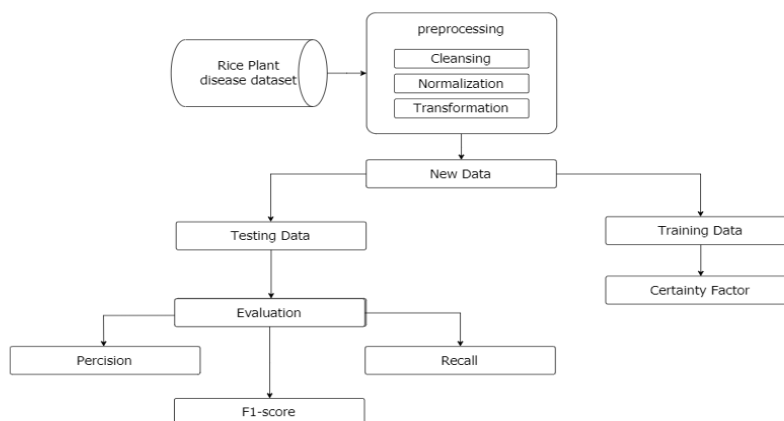 preprocessing
Rice Plant
disease dataset
Cleansing
Normalization
Transformation
New Data
Testing Data
Training Data
Evaluation
Certainty Factor
Percision
Recall
F1-score